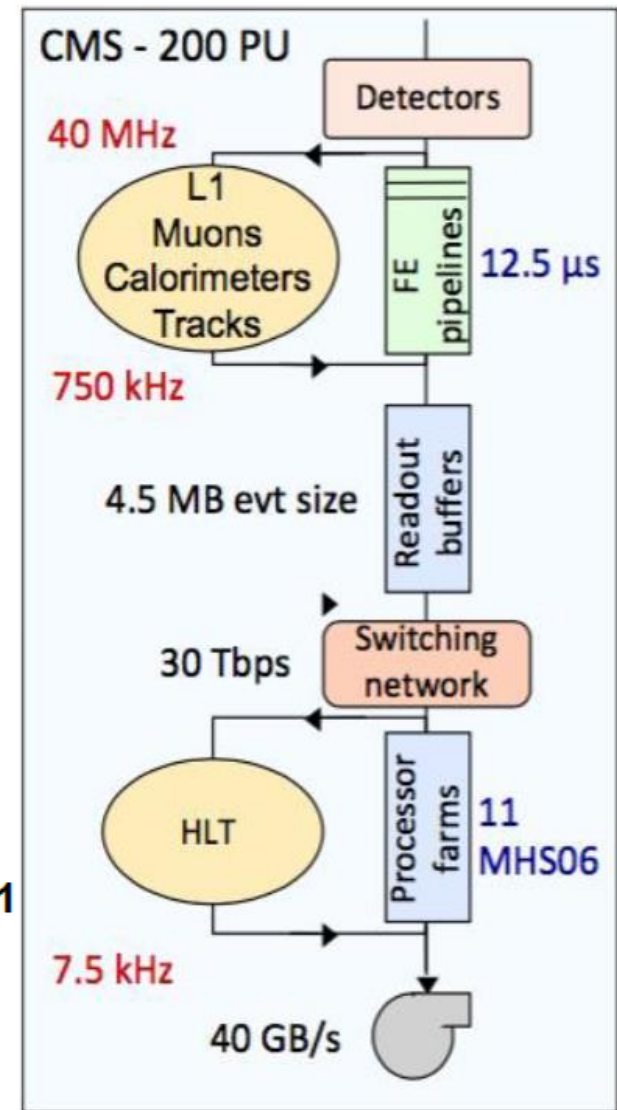 CMS - 200 PU
Detectors
40 MHz
L1
Muons
Calorimeters
Tracks
FE
pipelines
12.5 µs
750 kHz
4.5 MB evt size
Readout
buffers
30 Tbps
Switching
network
HLT
Processor
farms
11
MHS06
1
7.5 kHz
40 GB/s